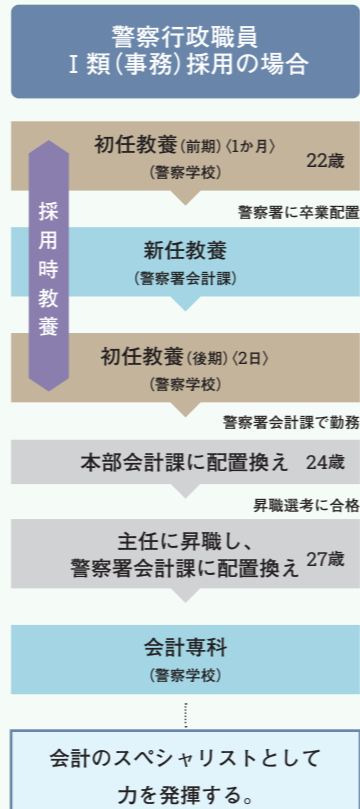 警察行政職員
Ⅰ類(事務)採用の場合
採用時教養
初任教養(前期)〈1か月〉 22歳
(警察学校)
警察署に卒業配置
新任教養
(警察署会計課)
初任教養(後期)〈2日〉
(警察学校)
警察署会計課で勤務
本部会計課に配置換え 24歳
昇職選考に合格
主任に昇職し、
警察署会計課に配置換え 27歳
会計専科
(警察学校)
会計のスペシャリストとして
力を発揮する。